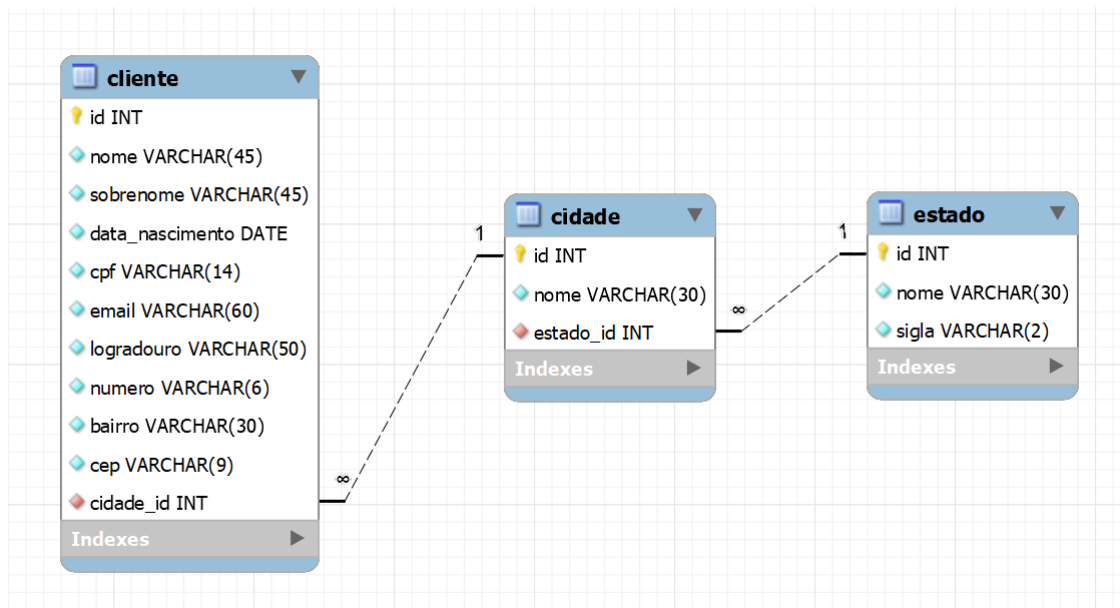 cliente
id INT
nome VARCHAR(45)
sobrenome VARCHAR(45)
data_nascimento DATE
cpf VARCHAR(14)
email VARCHAR(60)
logradouro VARCHAR(50)
numero VARCHAR(6)
bairro VARCHAR(30)
cep VARCHAR(9)
cidade_id INT
Indexes
∞
1
cidade
id INT
nome VARCHAR(30)
estado_id INT
Indexes
∞
1
estado
id INT
nome VARCHAR(30)
sigla VARCHAR(2)
Indexes